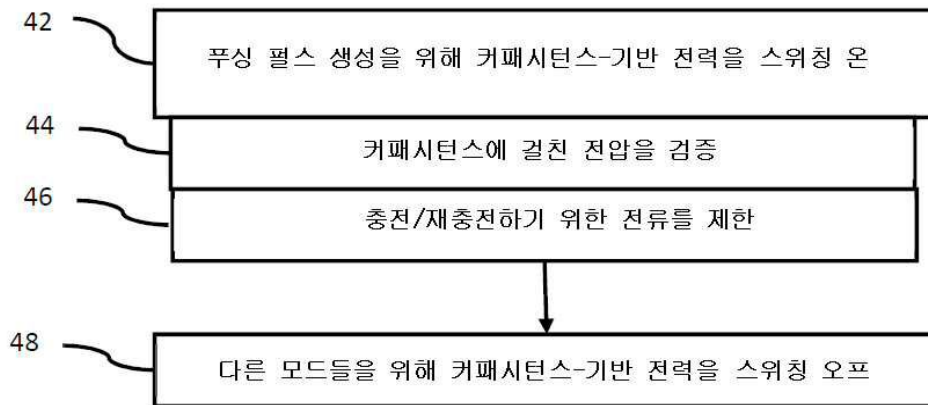 42
푸싱 펄스 생성을 위해 커패시턴스-기반 전력을 스위칭 온
44
커패시턴스에 걸친 전압을 검증
46
충전/재충전하기 위한 전류를 제한
48
다른 모드들을 위해 커패시턴스-기반 전력을 스위칭 오프